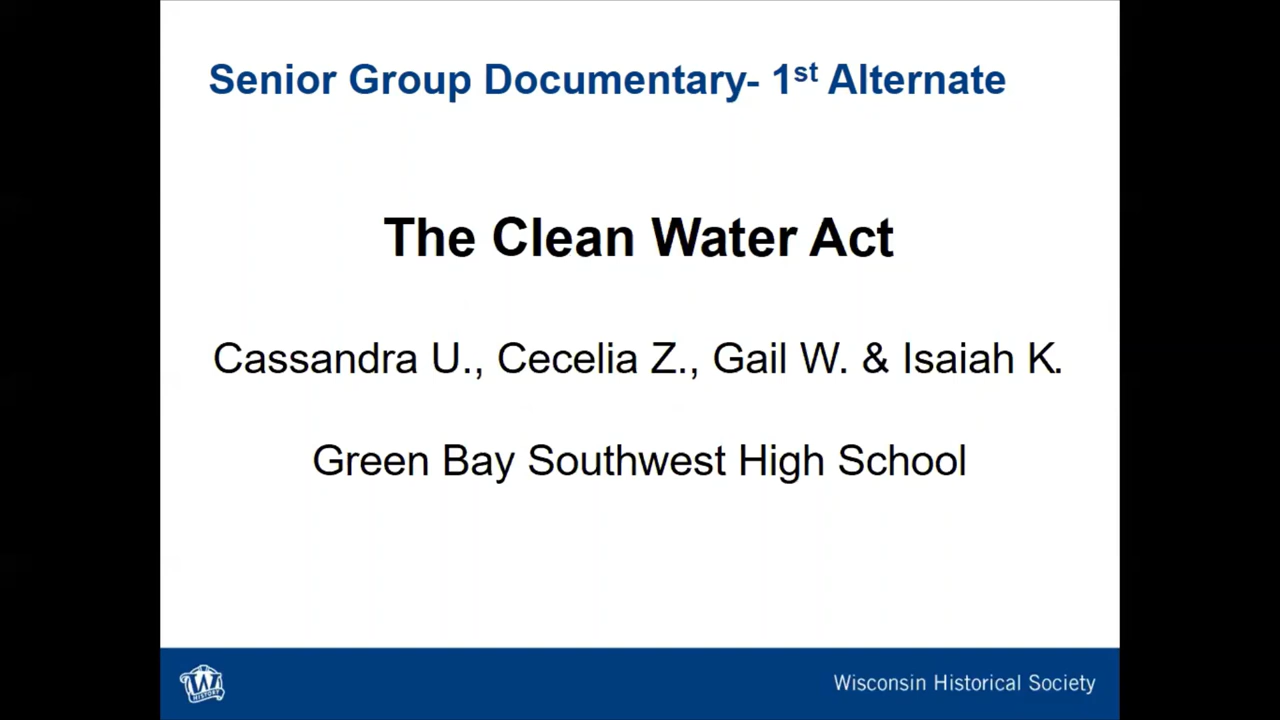 Senior Group Documentary- 1st Alternate
The Clean Water Act
Cassandra U., Cecelia Z., Gail W. & Isaiah K.
Green Bay Southwest High School
W
HISTORY
Wisconsin Historical Society